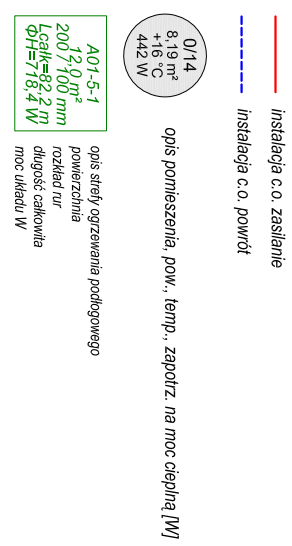 instalacja c.o. zasilanie
instalacja c.o. powrót
0/14
8,19 m²
+16 °C
442 W
opis pomieszenia, pow., temp., zapotrz. na moc cieplną [W]
A01-5-1
12,0 m²
200 / 100 mm
Lcałk=82,2 m
ΦH=718,4 W
opis strefy ogrzewania podłogowego
powierzchnia
rozkład rur
długość całkowita
moc układu W